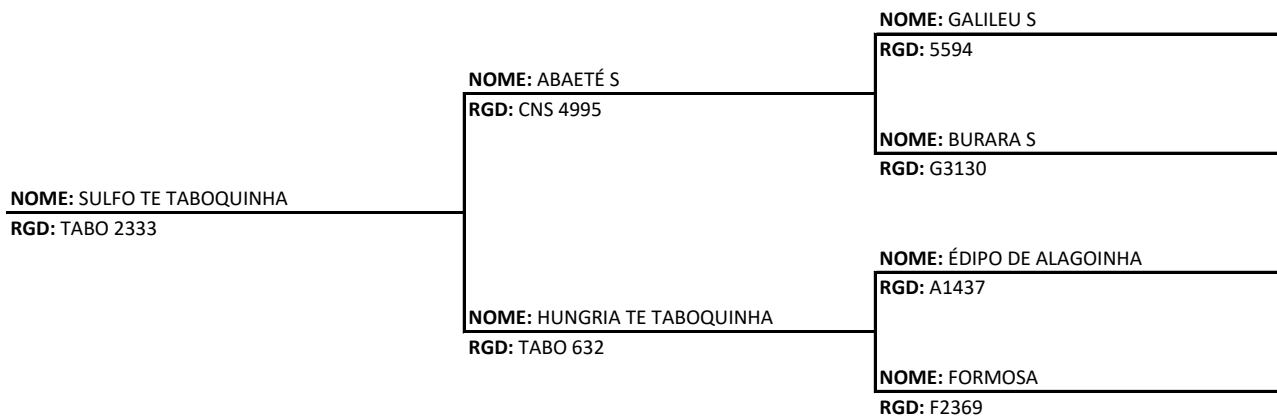 NOME: GALILEU S
RGD: 5594
NOME: ABAETÉ S
RGD: CNS 4995
NOME: BURARA S
RGD: G3130
NOME: SULFO TE TABOQUINHA
RGD: TABO 2333
NOME: ÉDIPO DE ALAGOINHA
RGD: A1437
NOME: HUNGRIA TE TABOQUINHA
RGD: TABO 632
NOME: FORMOSA
RGD: F2369